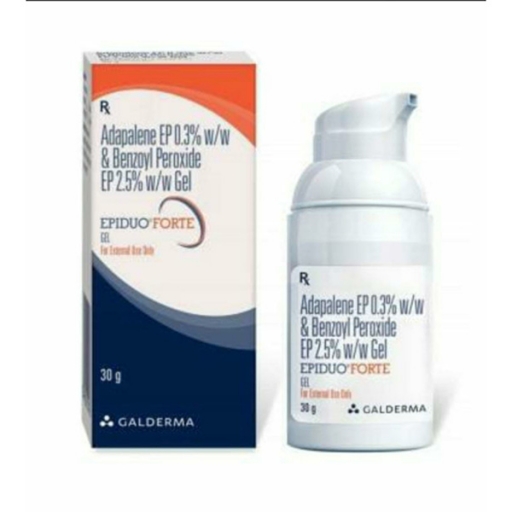 Rx
Adapalene EP 0.3% w/w
& Benzoyl Peroxide
EP 2.5% w/w Gel
EPIDUO® FORTE
GEL
For External Use Only
30 g
GALDERMA
Rx
Adapalene EP 0.3% w/w
& Benzoyl Peroxide
EP 2.5% w/w Gel
EPIDUO® FORTE
GEL
For External Use Only
30 g
GALDERMA